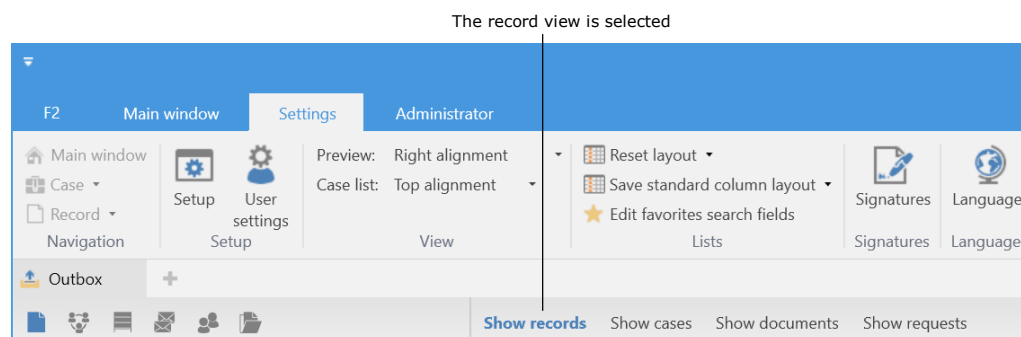 The record view is selected
F2 Main window Settings Administrator
Main window Preview: Right alignment Reset layout
Case Case list: Top alignment Save standard column layout
Setup User settings Signatures Language
Record Edit favorites search fields
Navigation Setup View Lists Signatures Language
Outbox
Show records Show cases Show documents Show requests